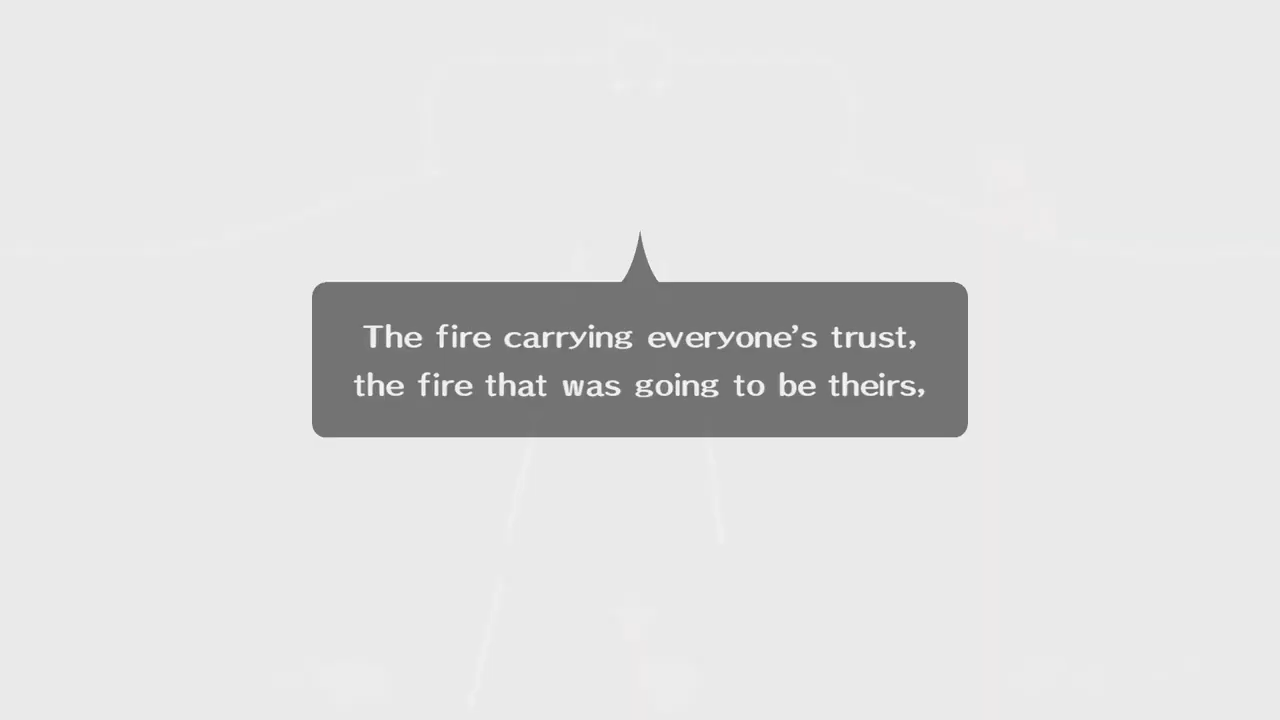 The fire carrying everyone’s trust,
the fire that was going to be theirs,